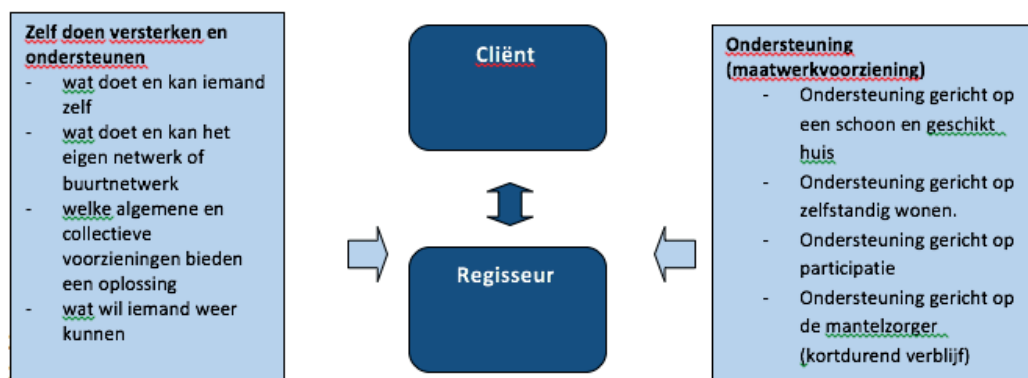 Zelf doen versterken en
ondersteunen
- wat doet en kan iemand
zelf
- wat doet en kan het
eigen netwerk of
buurtnetwerk
- welke algemene en
collectieve
voorzieningen bieden
een oplossing
- wat wil iemand weer
kunnen
Cliënt
Regisseur
Ondersteuning
(maatwerkvoorziening)
- Ondersteuning gericht op
een schoon en geschikt
huis
- Ondersteuning gericht op
zelfstandig wonen.
- Ondersteuning gericht op
participatie
- Ondersteuning gericht op
de mantelzorger
(kortdurend verblijf)